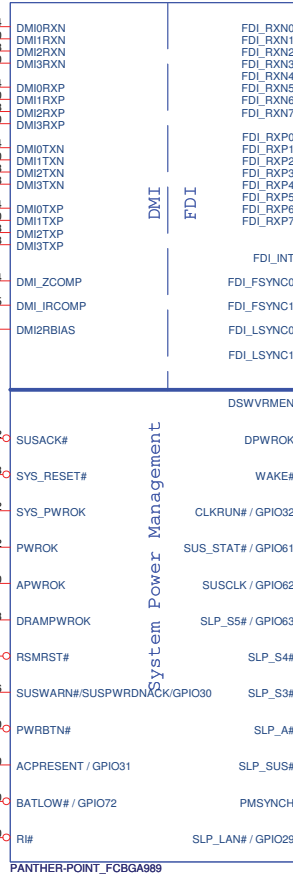 DMI0RXN FDI_RXN0
DMI1RXN FDI_RXN1
DMI2RXN FDI_RXN2
DMI3RXN FDI_RXN3
FDI_RXN4
DMI0RXP FDI_RXN5
DMI1RXP FDI_RXN6
DMI2RXP FDI_RXN7
DMI3RXP
FDI_RXP0
DMI0TXN FDI_RXP1
DMI1TXN FDI_RXP2
DMI2TXN FDI_RXP3
DMI3TXN FDI_RXP4
FDI_RXP5
DMI0TXP FDI_RXP6
DMI1TXP FDI_RXP7
DMI2TXP
DMI3TXP
DMI
FDI
FDI_INT
DMI_ZCOMP FDI_FSYNC0
DMI_IRCOMP FDI_FSYNC1
DMI2RBIAS FDI_LSYNC0
FDI_LSYNC1
DSWVRMEN
System Power Management
SUSACK# DPWROK
SYS_RESET# WAKE#
SYS_PWROK CLKRUN# / GPIO32
PWROK SUS_STAT# / GPIO61
APWROK SUSCLK / GPIO62
DRAMPWROK SLP_S5# / GPIO63
RSMRST# SLP_S4#
SUSWARN#/SUSPWRDNACK/GPIO30 SLP_S3#
PWRBTN# SLP_A#
ACPRESENT / GPIO31 SLP_SUS#
BATLOW# / GPIO72 PMSYNCH
RI# SLP_LAN# / GPIO29
PANTHER-POINT_FCBGA989